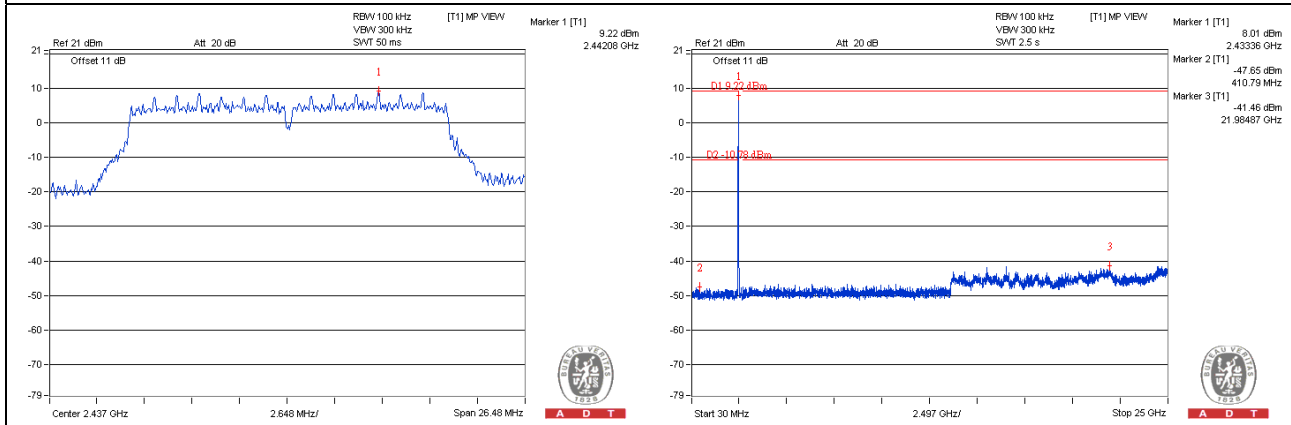 RBW 100 kHz
VBW 300 kHz
SWT 50 ms
[T1] MP VIEW
Ref 21 dBm
Att 20 dB
Marker 1 [T1]
9.22 dBm
2.44208 GHz
21
Offset 11 dB
10
0
-10
-20
-30
-40
-50
-60
-70
-79
1
Center 2.437 GHz
2.648 MHz/
Span 26.48 MHz
BUREAU VERITAS
1828
A D T
RBW 100 kHz
VBW 300 kHz
SWT 2.5 s
[T1] MP VIEW
Ref 21 dBm
Att 20 dB
Marker 1 [T1]
8.01 dBm
2.43336 GHz
Marker 2 [T1]
-47.65 dBm
410.79 MHz
Marker 3 [T1]
-41.46 dBm
21.98487 GHz
21
Offset 11 dB
10
0
-10
-20
-30
-40
-50
-60
-70
-79
1
D1 9.22 dBm
D2 -10.78 dBm
2
3
Start 30 MHz
2.497 GHz/
Stop 25 GHz
BUREAU VERITAS
1828
A D T